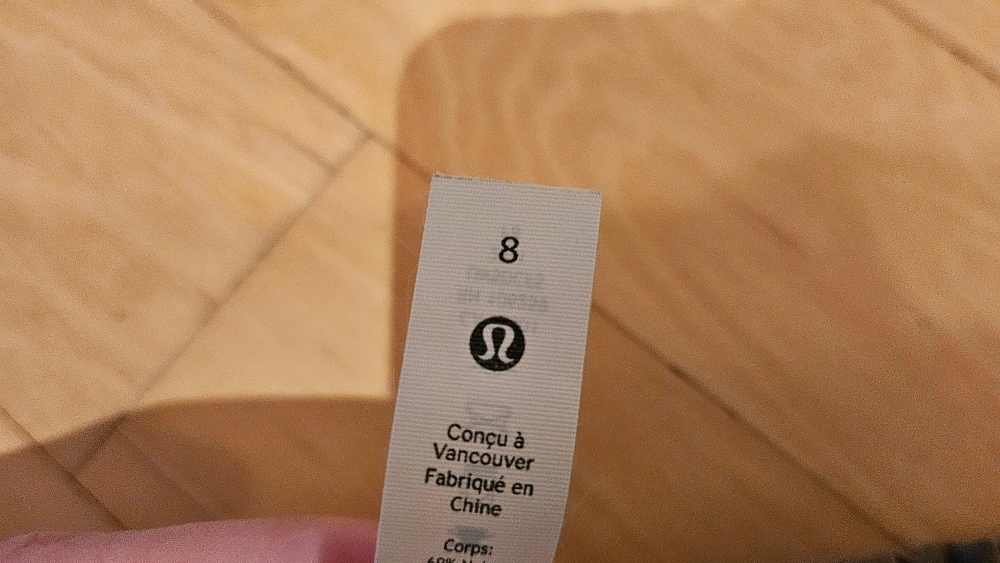 8
Conçu à
Vancouver
Fabriqué en
Chine
Corps: